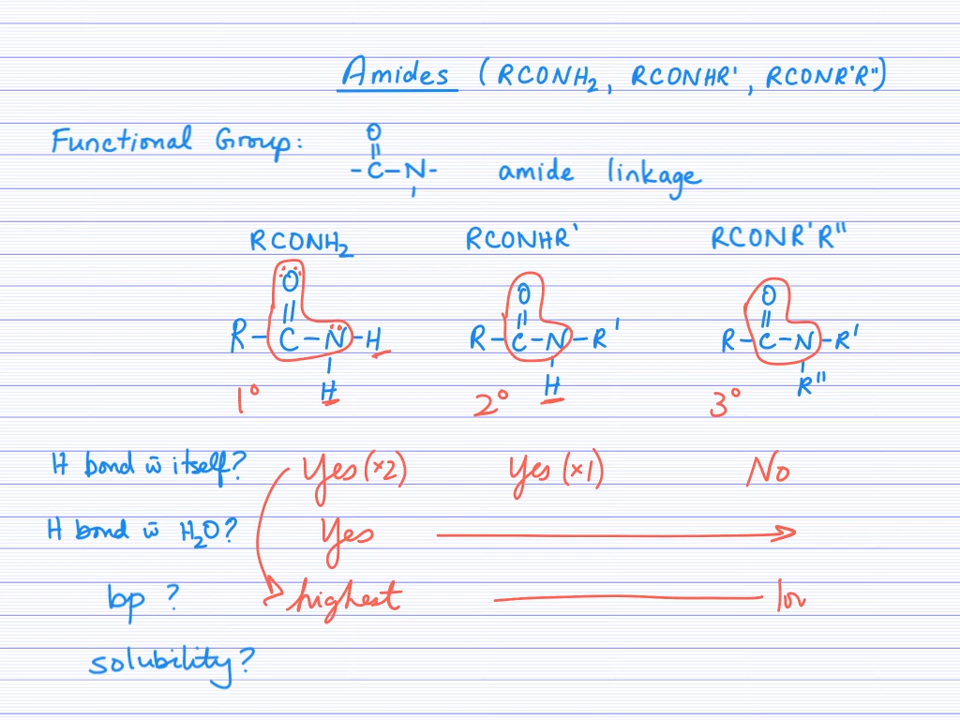 Amides (RCONH₂, RCONHR', RCONR'R")
Functional Group:
O
-C-N-
amide linkage
RCONH₂ RCONHR' RCONR'R"
O O O
R-C-N-H R-C-N-R' R-C-N-R'
H H R"
1° 2° 3°
H bond w̄ itself? Yes (×2) Yes (×1) No
H bond w̄ H₂O? Yes
bp? highest low
solubility?